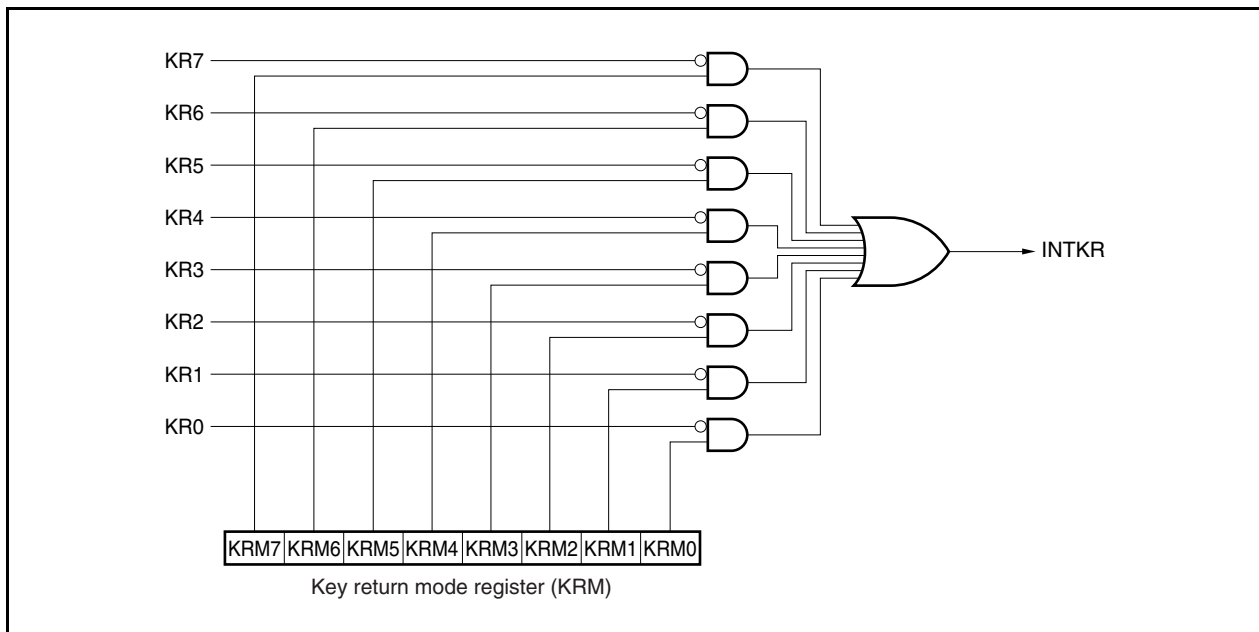 KR7
KR6
KR5
KR4
KR3
KR2
KR1
KR0
INTKR
KRM7 KRM6 KRM5 KRM4 KRM3 KRM2 KRM1 KRM0
Key return mode register (KRM)